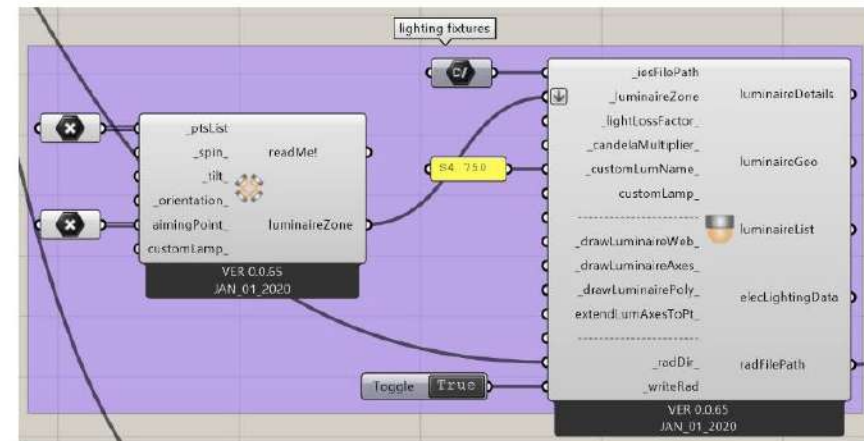 lighting fixtures
C/
_ptsList
_spin_
_tilt_
_orientation_
aimingPoint_
customLamp_
readMe!
luminaireZone
VER 0.0.65
JAN_01_2020
S4 750
Toggle True
_iesFilePath
_luminaireZone
_lightLossFactor_
_candelaMultiplier_
_customLumName_
customLamp_
--------------------
_drawLuminaireWeb_
_drawLuminaireAxes_
_drawLuminairePoly_
extendLumAxesToPt_
--------------------
_radDir_
_writeRad
luminaireDetails
luminaireGeo
luminaireList
elecLightingData
radFilePath
VER 0.0.65
JAN_01_2020